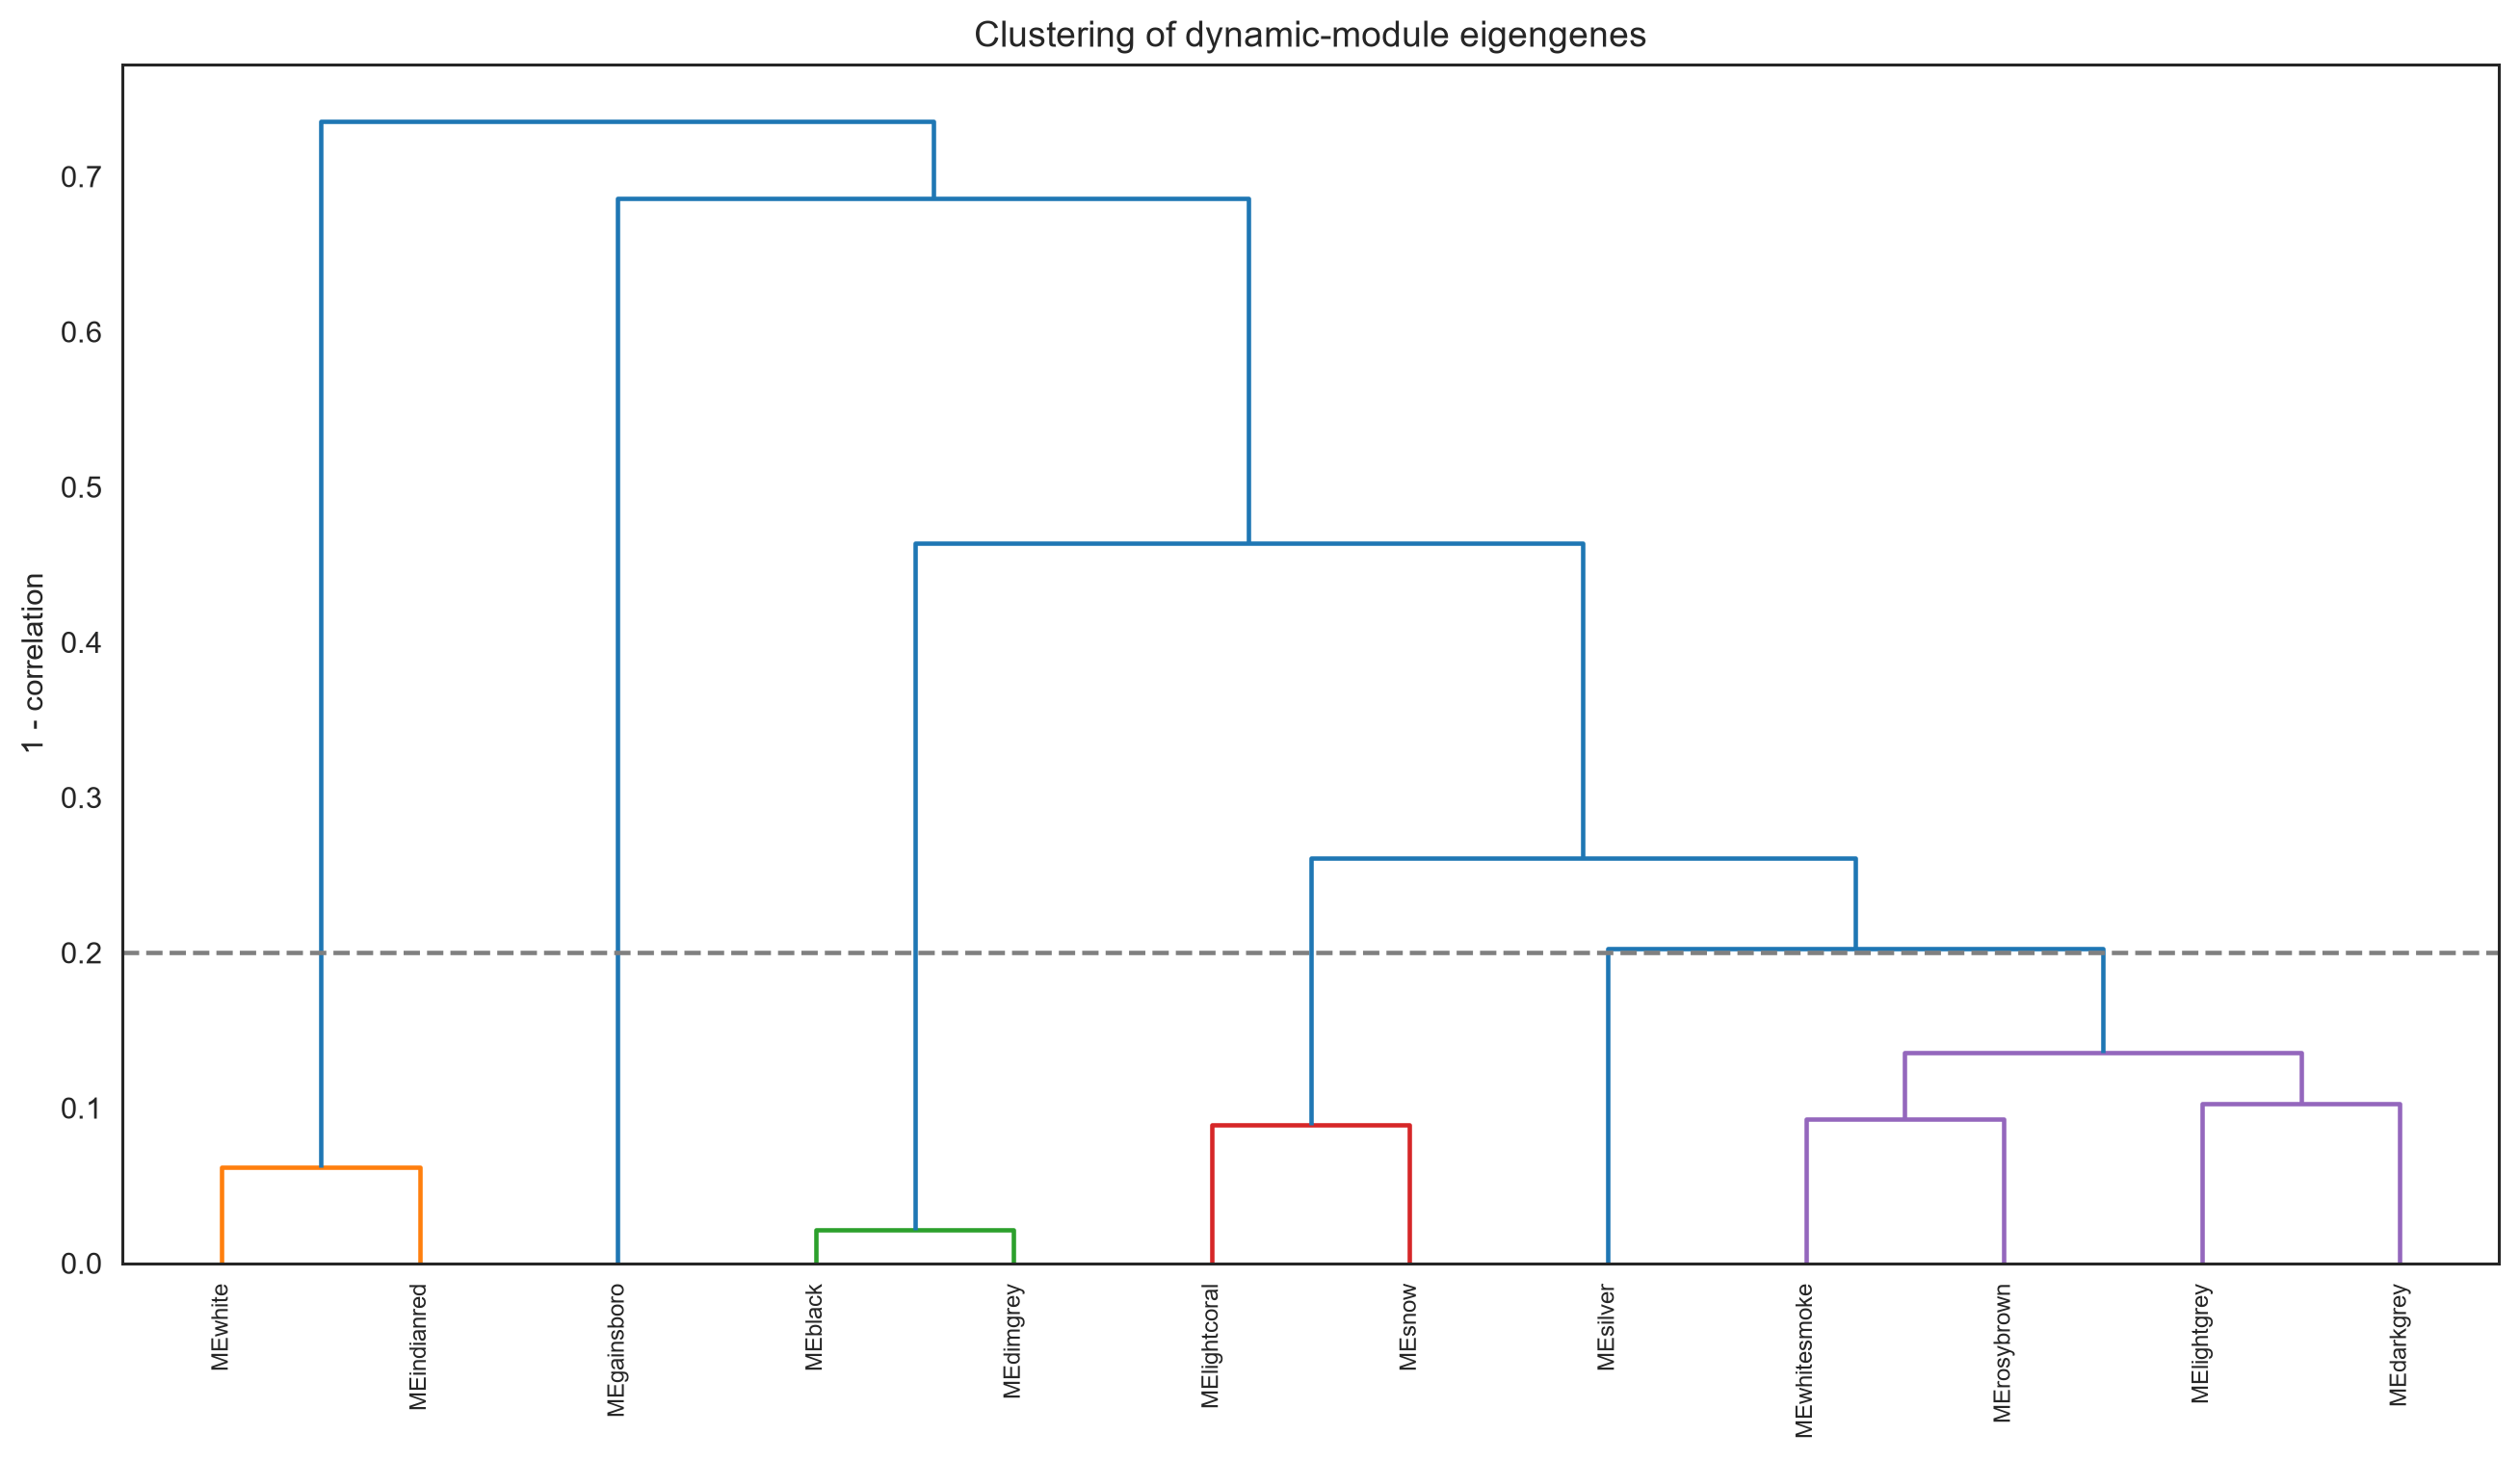 Clustering of dynamic-module eigengenes
1 - correlation
0.7
0.6
0.5
0.4
0.3
0.2
0.1
0.0
MEwhite
MEindianred
MEgainsboro
MEblack
MEdimgrey
MElightcoral
MEsnow
MEsilver
MEwhitesmoke
MErosybrown
MElightgrey
MEdarkgrey